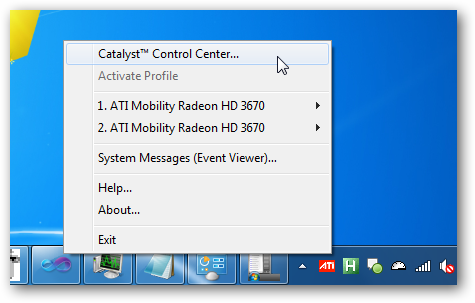 Catalyst™ Control Center...
Activate Profile
1. ATI Mobility Radeon HD 3670
2. ATI Mobility Radeon HD 3670
System Messages (Event Viewer)...
Help...
About...
Exit
ATI
H